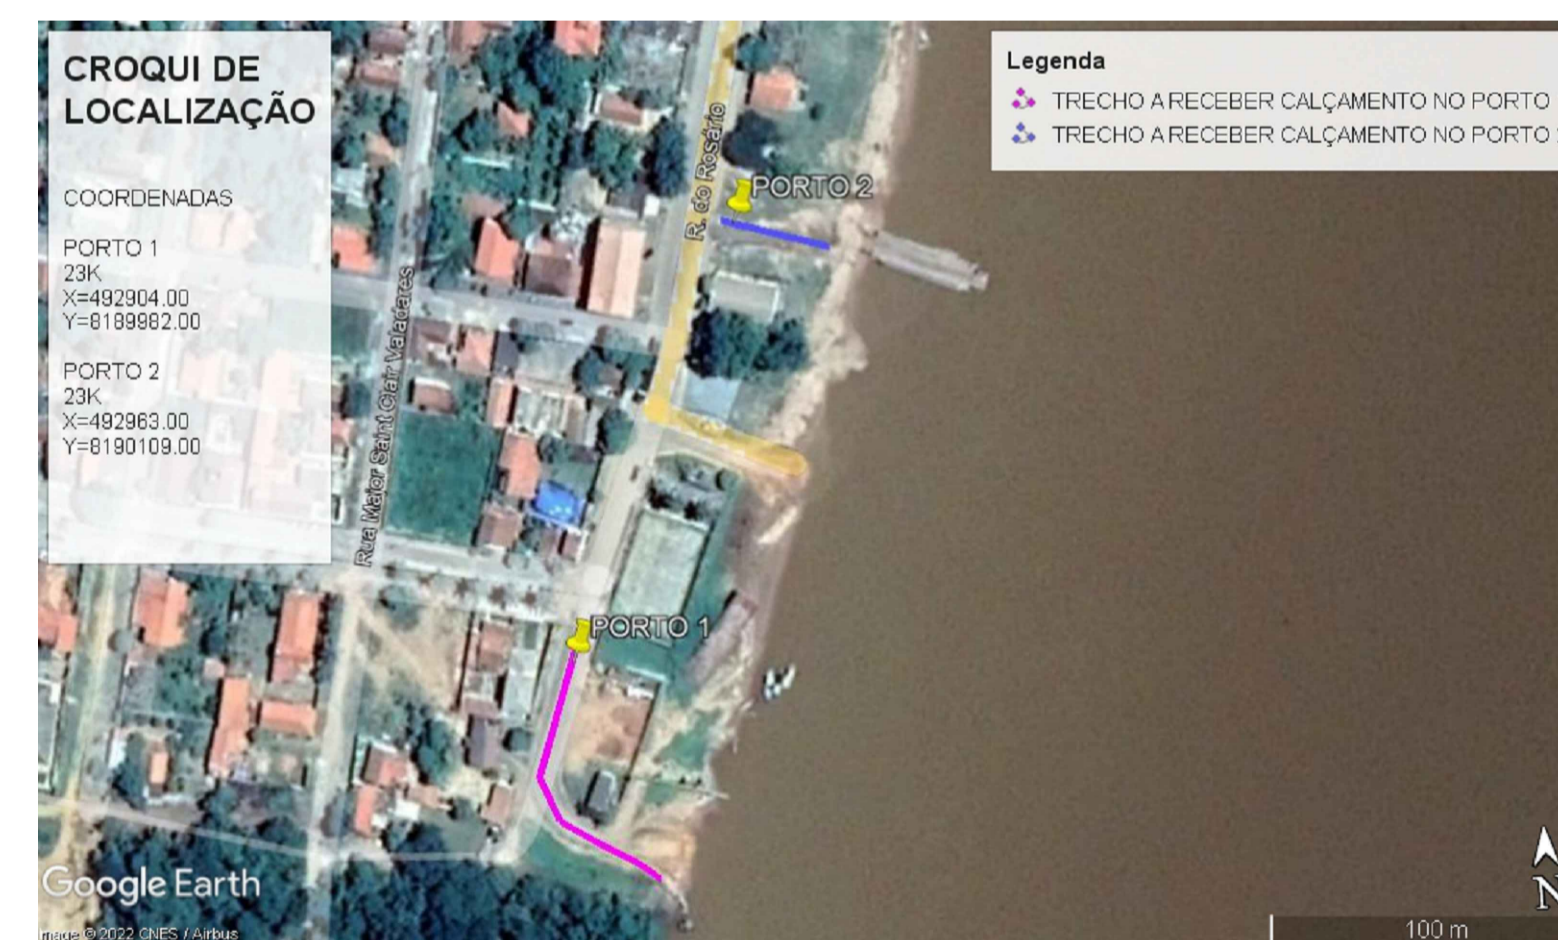 CROQUI DE
LOCALIZAÇÃO
COORDENADAS
PORTO 1
23K
X=492904.00
Y=8189982.00
PORTO 2
23K
X=492963.00
Y=8190109.00
Legenda
TRECHO A RECEBER CALÇAMENTO NO PORTO
TRECHO A RECEBER CALÇAMENTO NO PORTO
R. do Rosário
PORTO 2
Rua Major Saint Clair Valadares
PORTO 1
Google Earth
Image © 2022 CNES / Airbus
N
100 m